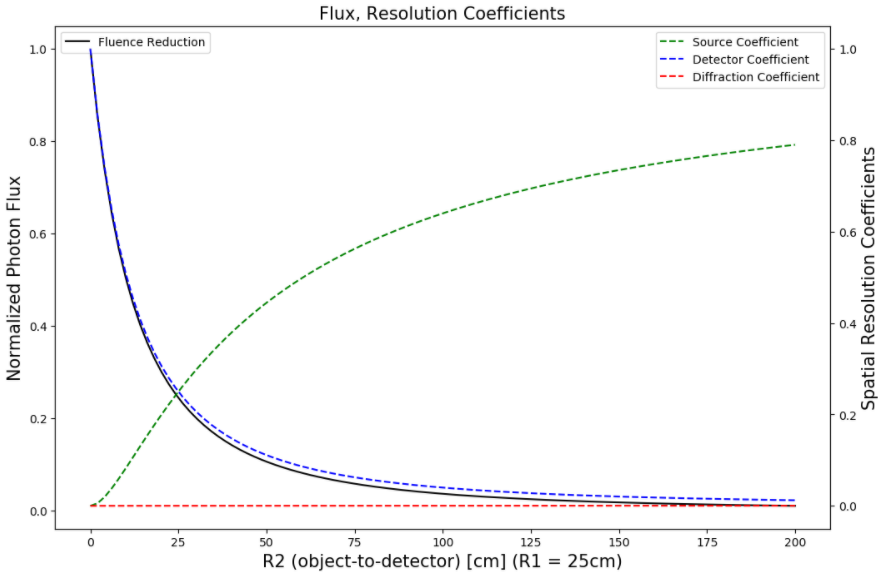 Flux, Resolution Coefficients
Fluence Reduction
Source Coefficient
Detector Coefficient
Diffraction Coefficient
Normalized Photon Flux
1.0
0.8
0.6
0.4
0.2
0.0
Spatial Resolution Coefficients
1.0
0.8
0.6
0.4
0.2
0.0
0 25 50 75 100 125 150 175 200
R2 (object-to-detector) [cm] (R1 = 25cm)